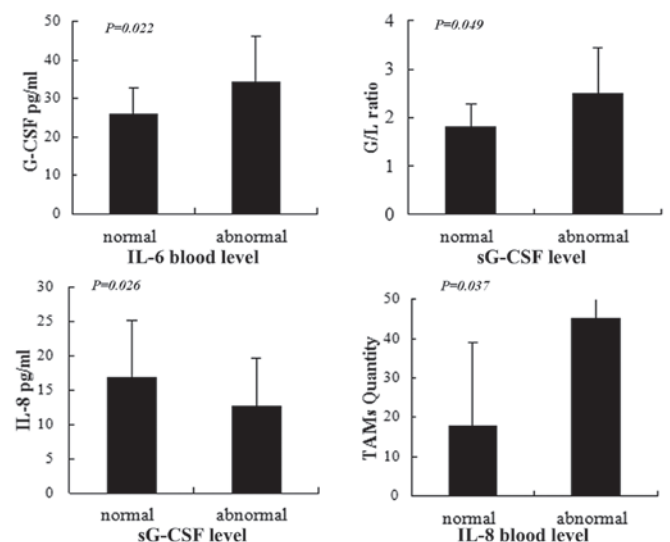 P=0.022
G-CSF pg/ml
50
40
30
20
10
0
normal abnormal
IL-6 blood level
P=0.049
G/L ratio
4
3
2
1
0
normal abnormal
sG-CSF level
P=0.026
IL-8 pg/ml
30
25
20
15
10
5
0
normal abnormal
sG-CSF level
P=0.037
TAMs Quantity
50
40
30
20
10
0
normal abnormal
IL-8 blood level